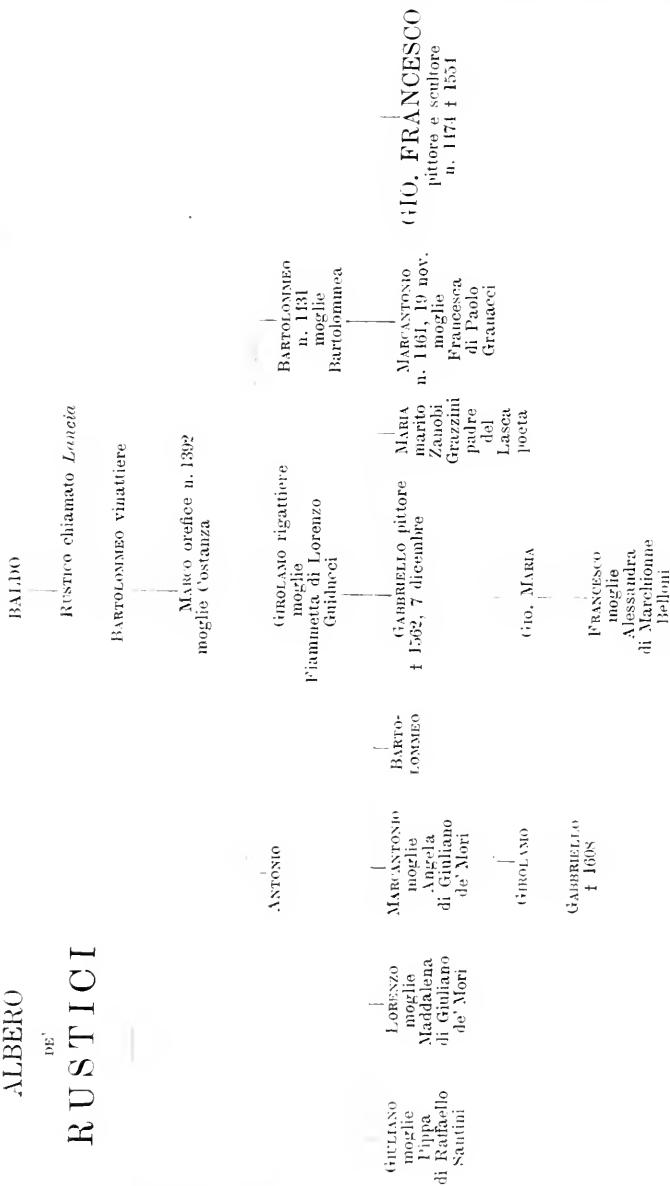 ALBERO
DE'
RUSTICI
BALDO
RUSTICO chiamato Lancia
BARTOLOMMEO vinattiere
MARCO orefice n. 1392
moglie Costanza
ANTONIO
GIROLAMO rigattiere
moglie
Fiammetta di Lorenzo
Guiducci
BARTOLOMMEO
n. 1431
moglie
Bartolommea
GIULIANO
moglie
Pippa
di Raffaello
Santini
LORENZO
moglie
Maddalena
di Giuliano
de' Mori
MARCANTONIO
moglie
Angela
di Giuliano
de' Mori
BARTO-
LOMMEO
GABBRIELLO pittore
† 1562, 7 dicembre
MARIA
marito
Zanobi
Grazzini
padre
del
Lasca
poeta
MARCANTONIO
n. 1461, 19 nov.
moglie
Francesca
di Paolo
Granacci
GIO. FRANCESCO
pittore e scultore
n. 1474 † 1554
GIROLAMO
GIO. MARIA
GABBRIELLO
† 1608
FRANCESCO
moglie
Alessandra
di Marchionne
Belloni